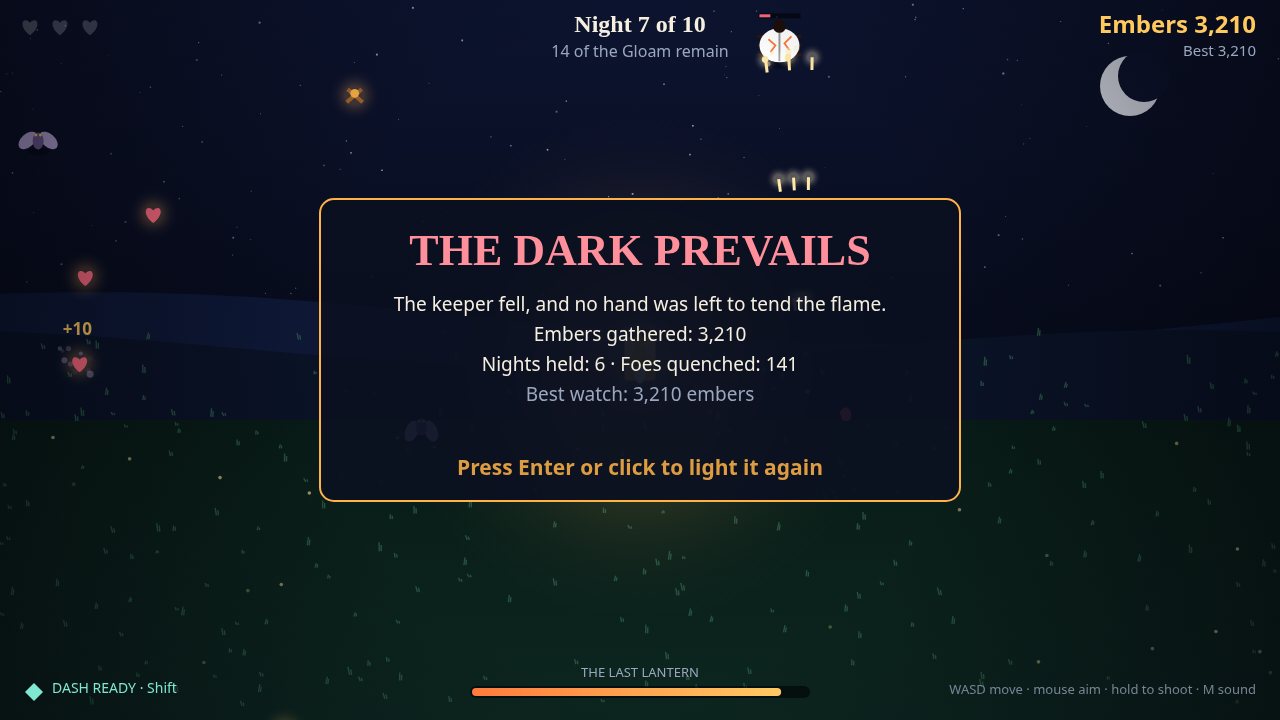 Night 7 of 10
14 of the Gloam remain
Embers 3,210
Best 3,210
+10
THE DARK PREVAILS
The keeper fell, and no hand was left to tend the flame.
Embers gathered: 3,210
Nights held: 6 · Foes quenched: 141
Best watch: 3,210 embers
Press Enter or click to light it again
DASH READY · Shift
THE LAST LANTERN
WASD move · mouse aim · hold to shoot · M sound